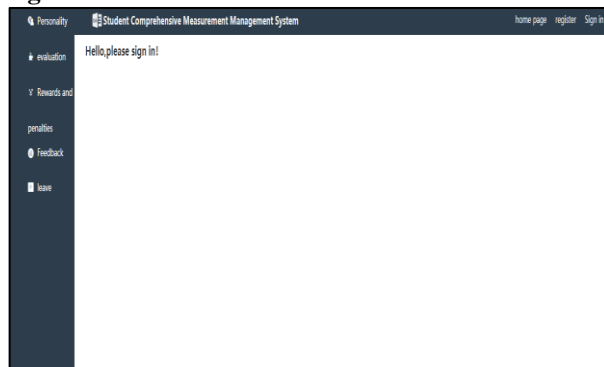 Personality
Student Comprehensive Measurement Management System
home page register Sign in
evaluation
Hello,please sign in!
Rewards and
penalties
Feedback
leave